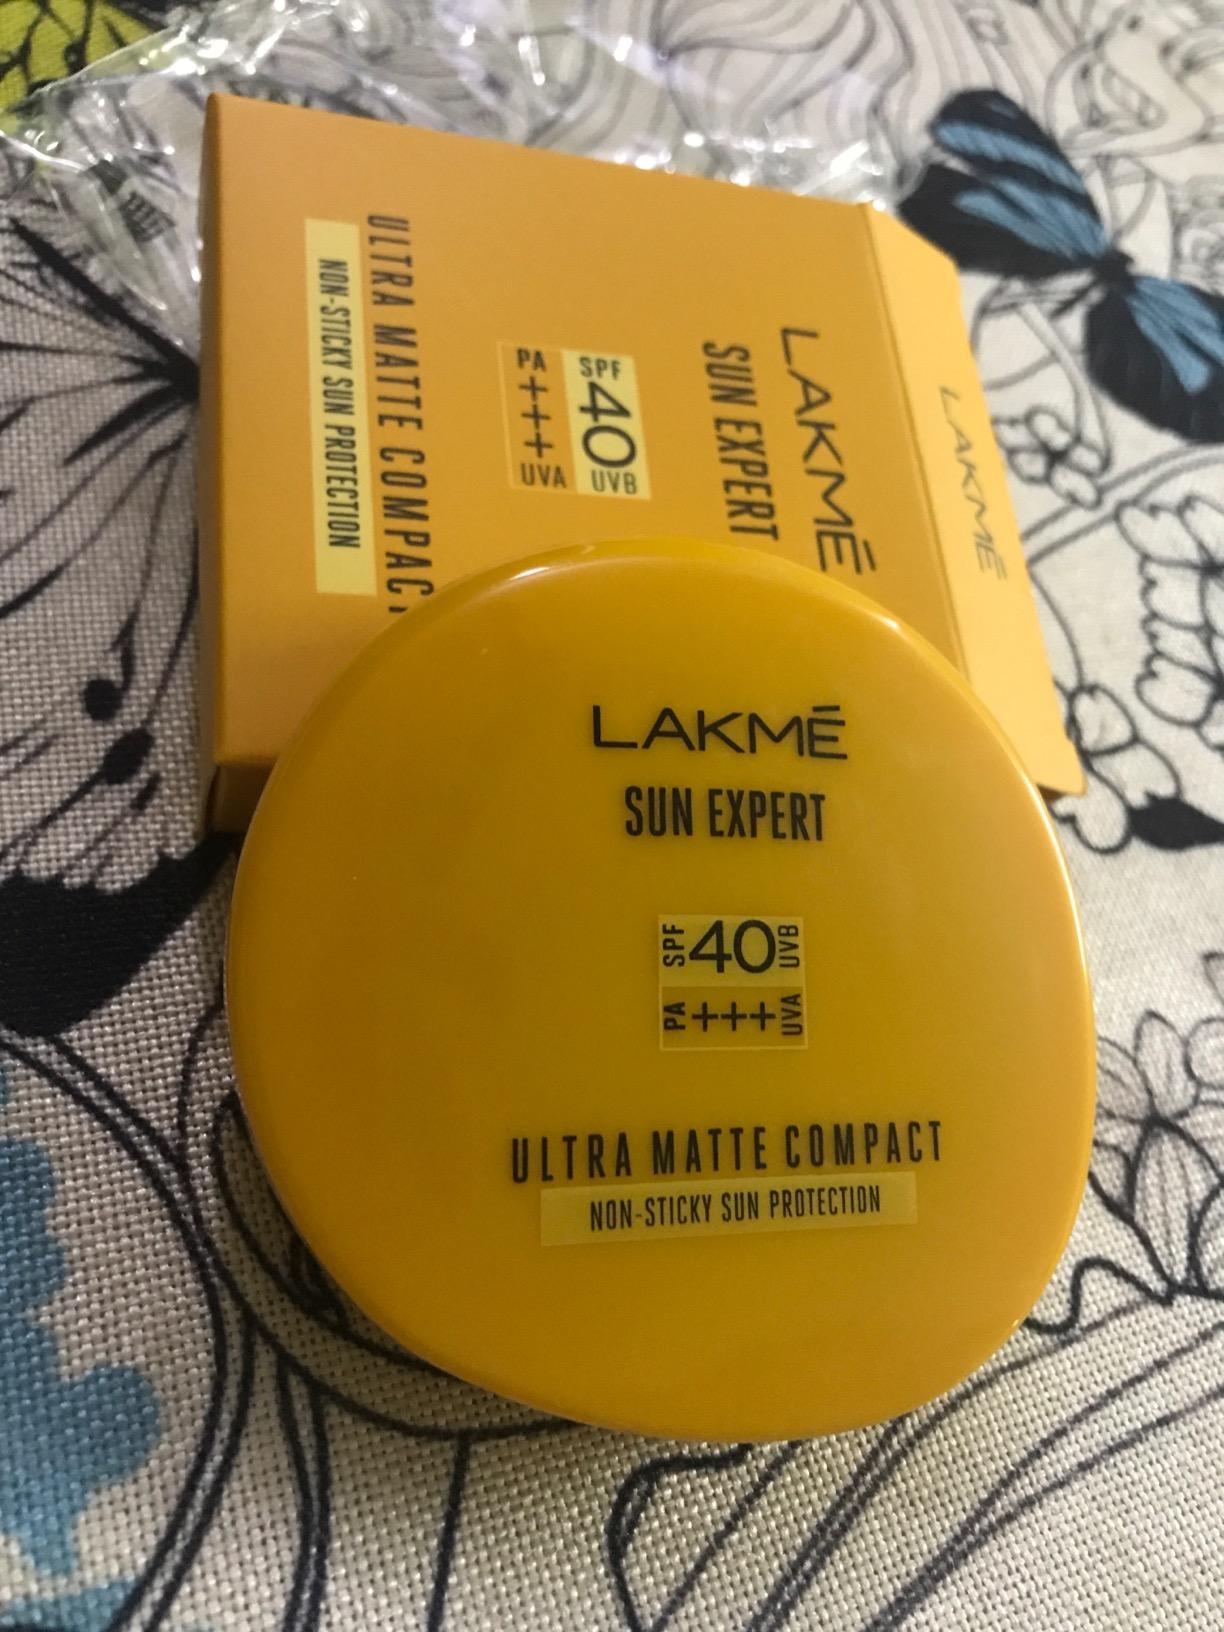 LAKMÉ
LAKMÉ
SUN EXPERT
SPF 40 UVB
PA +++ UVA
ULTRA MATTE COMPACT
NON-STICKY SUN PROTECTION
LAKMÉ
SUN EXPERT
SPF 40 UVB
PA +++ UVA
ULTRA MATTE COMPACT
NON-STICKY SUN PROTECTION